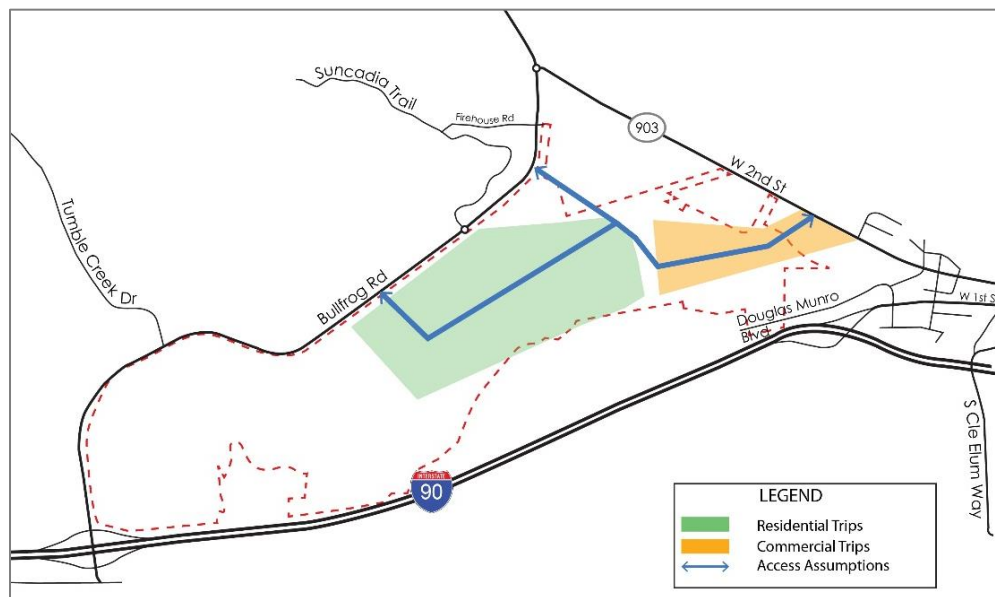 Suncadia Trail
Firehouse Rd
903
W 2nd St
Tumble Creek Dr
Bullfrog Rd
Douglas Munro
Blvd
W 1st S
S Cle Elum Way
INTERSTATE
90
LEGEND
Residential Trips
Commercial Trips
Access Assumptions